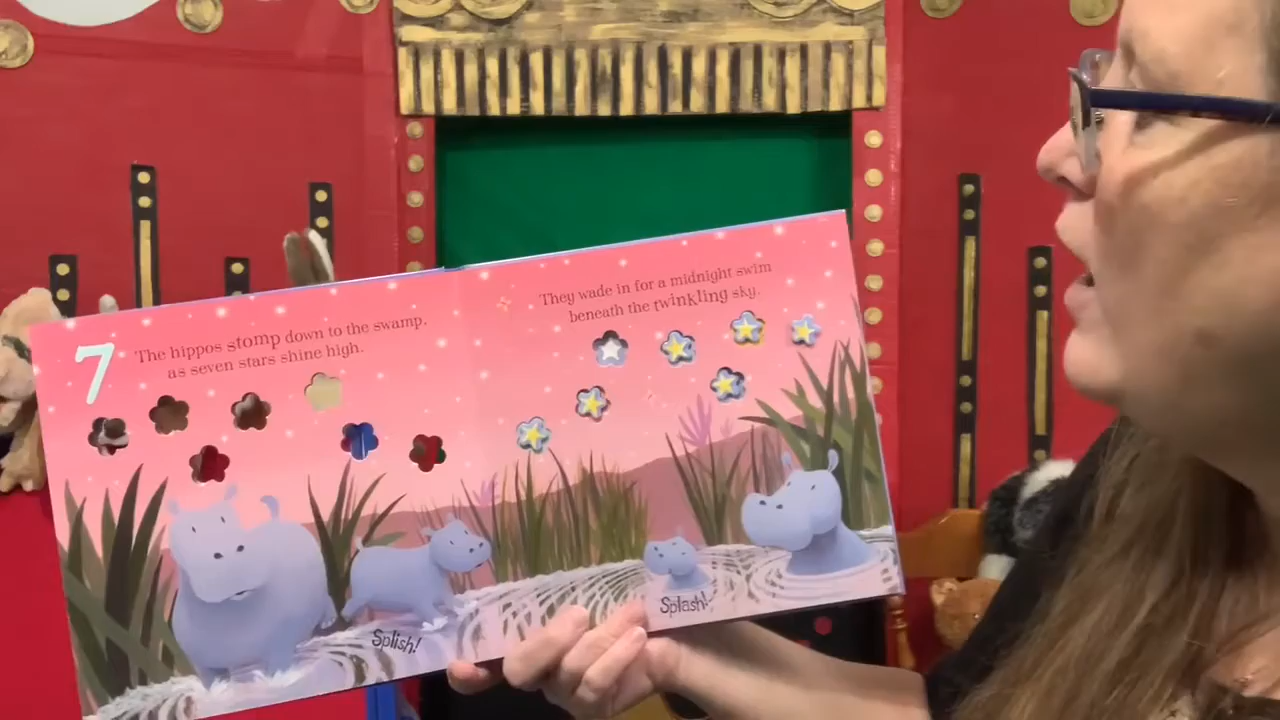 7
The hippos stomp down to the swamp,
as seven stars shine high.
They wade in for a midnight swim
beneath the twinkling sky.
Splish!
Splash!